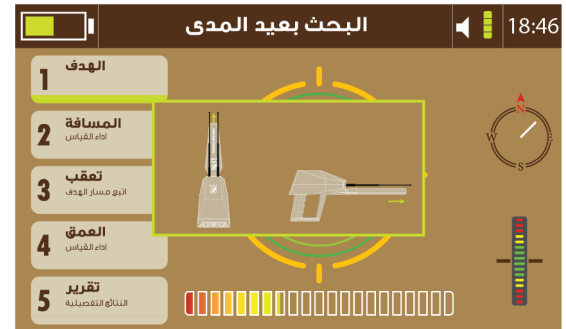 البحث بعيد المدى
18:46
1 الهدف
2 المسافة
اداء القياس
3 تعقب
اتبع مسار الهدف
4 العمق
اداء القياس
5 تقرير
النتائج التفصيلية
N
W
E
S